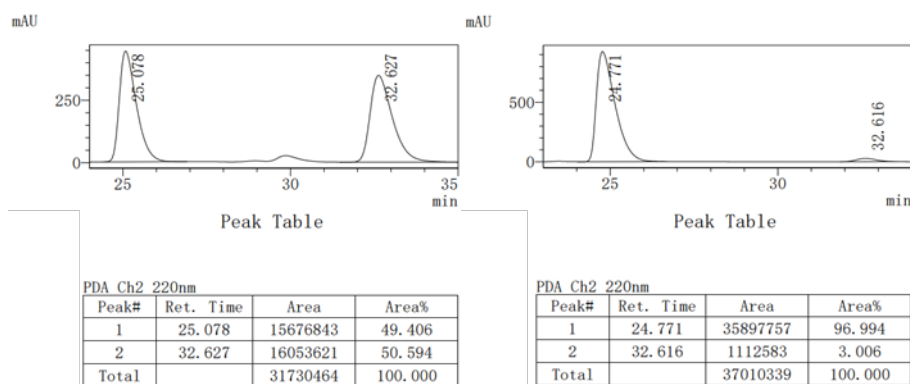 mAU
25.078
32.627
250
0
25
30
35
min
Peak Table
PDA Ch2 220nm
Peak# Ret. Time Area Area%
1 25.078 15676843 49.406
2 32.627 16053621 50.594
Total 31730464 100.000
mAU
24.771
32.616
500
0
25
30
min
Peak Table
PDA Ch2 220nm
Peak# Ret. Time Area Area%
1 24.771 35897757 96.994
2 32.616 1112583 3.006
Total 37010339 100.000